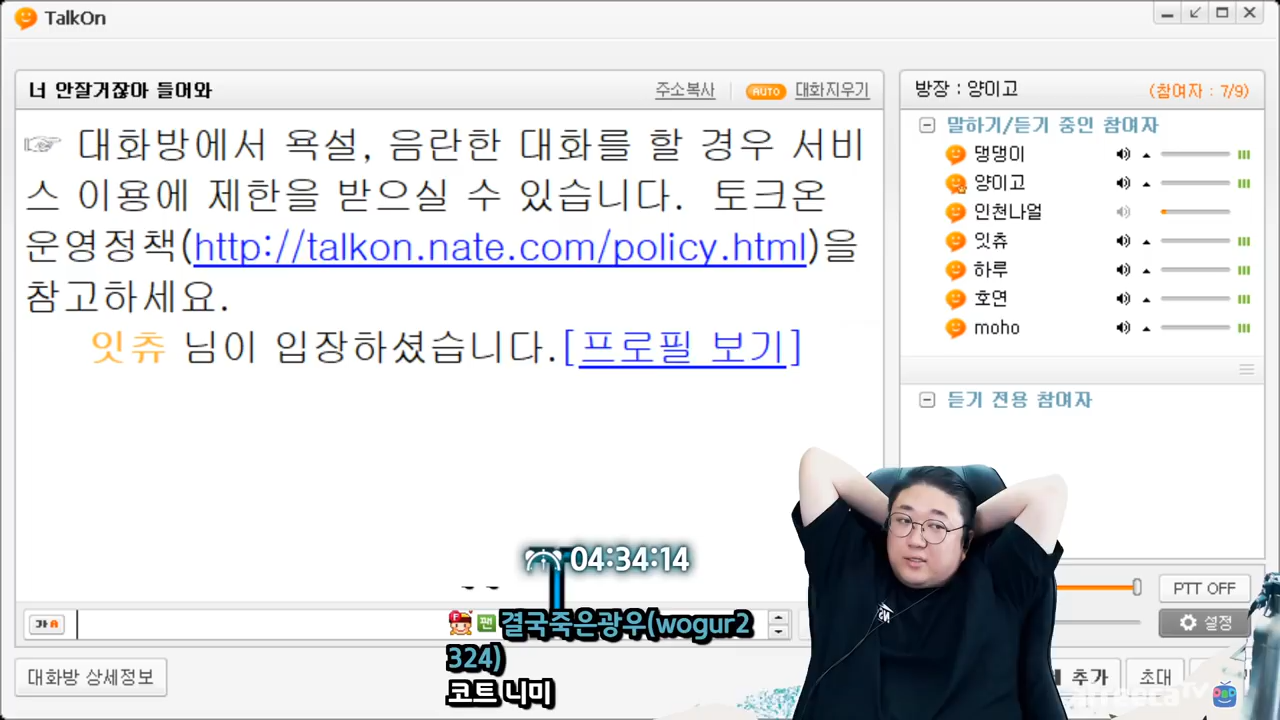 TalkOn
너 안잘거잖아 들어와
주소복사
AUTO 대화지우기
☞ 대화방에서 욕설, 음란한 대화를 할 경우 서비
스 이용에 제한을 받으실 수 있습니다. 토크온
운영정책(http://talkon.nate.com/policy.html)을
참고하세요.
잇츄 님이 입장하셨습니다.[프로필 보기]
방장 : 양이고
(참여자 : 7/9)
말하기/듣기 중인 참여자
댕댕이
양이고
인천나얼
잇츄
하루
호연
moho
듣기 전용 참여자
04:34:14
PTT OFF
설정
가A
팬 결국죽은광우(wogur2
324)
코트 니미
대화방 상세정보
추가
초대
afreecaTV